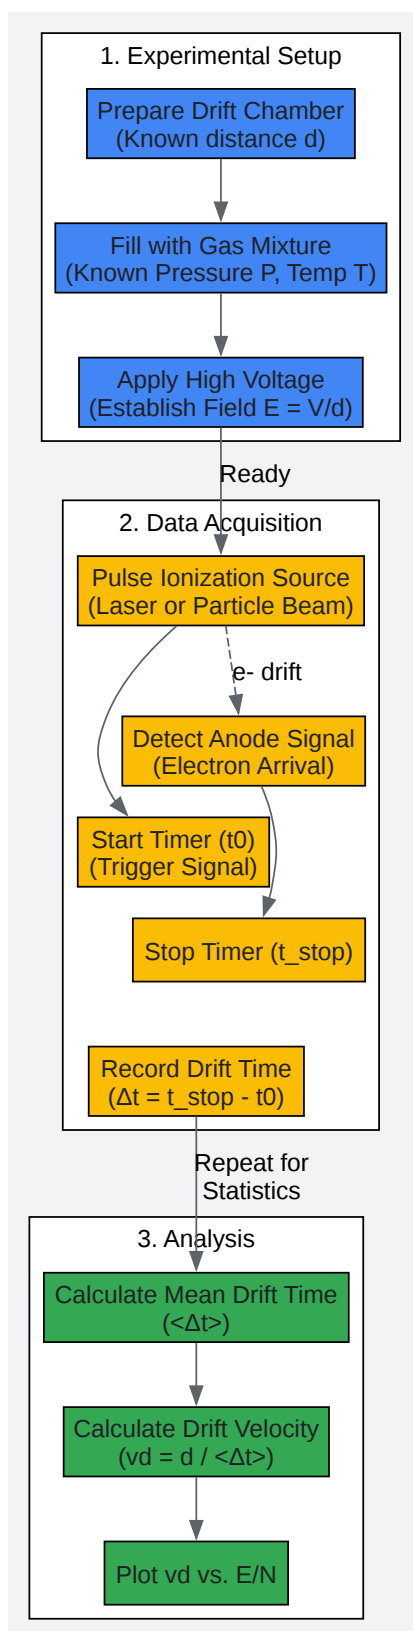 1. Experimental Setup
Prepare Drift Chamber
(Known distance d)
Fill with Gas Mixture
(Known Pressure P, Temp T)
Apply High Voltage
(Establish Field E = V/d)
Ready
2. Data Acquisition
Pulse Ionization Source
(Laser or Particle Beam)
e- drift
Detect Anode Signal
(Electron Arrival)
Start Timer (t0)
(Trigger Signal)
Stop Timer (t_stop)
Record Drift Time
(Δt = t_stop - t0)
Repeat for
Statistics
3. Analysis
Calculate Mean Drift Time
(<Δt>)
Calculate Drift Velocity
(vd = d / <Δt>)
Plot vd vs. E/N